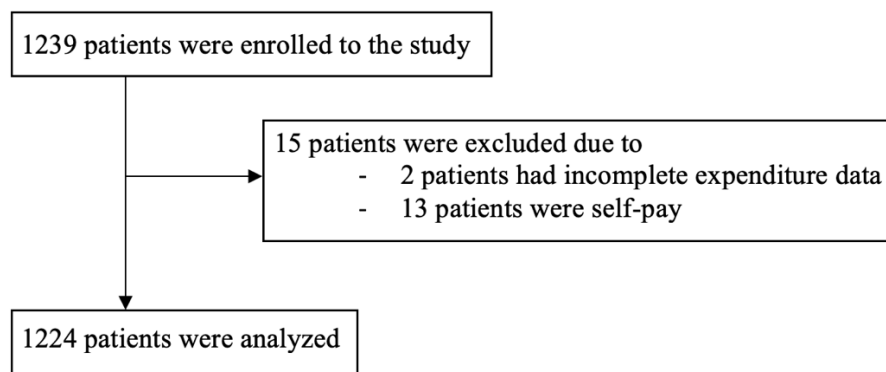 1239 patients were enrolled to the study
15 patients were excluded due to
- 2 patients had incomplete expenditure data
- 13 patients were self-pay
1224 patients were analyzed